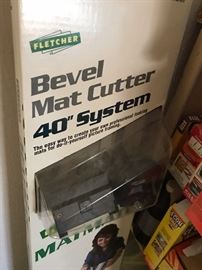 FLETCHER
Bevel
Mat Cutter
40" System
The easy way to create your own professional looking
mats for do-it-yourself picture framing.